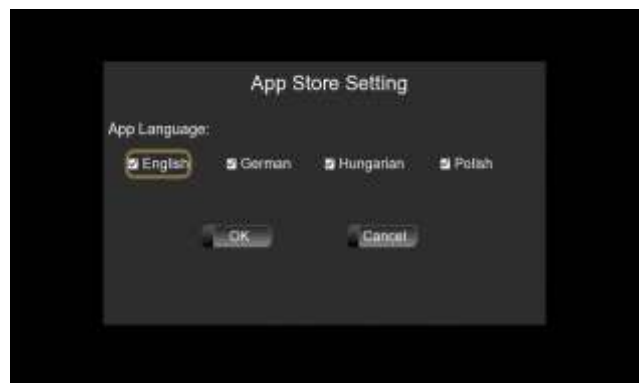 App Store Setting
App Language:
English German Hungarian Polish
OK Cancel